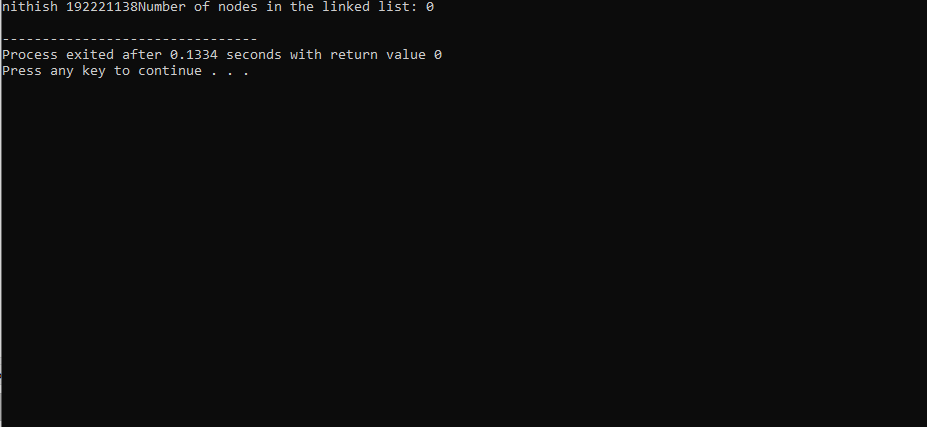 nithish 192221138Number of nodes in the linked list: 0
--------------------------------
Process exited after 0.1334 seconds with return value 0
Press any key to continue . . .